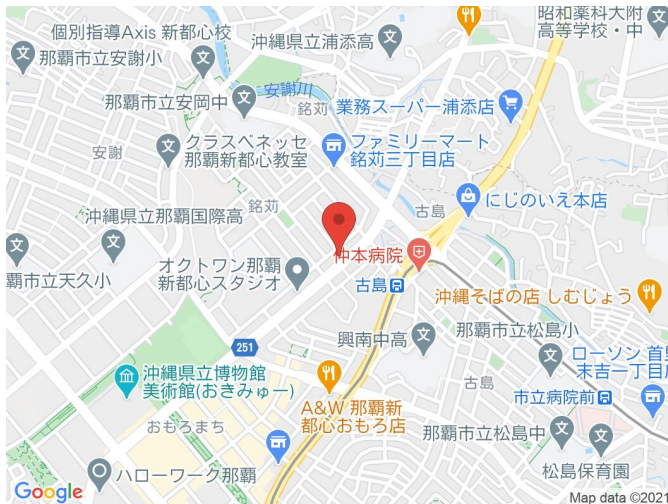 個別指導Axis 新都心校
那覇市立安謝小
沖縄県立浦添高
昭和薬科大附
高等学校・中
那覇市立安岡中
安謝川
業務スーパー浦添店
クラスベネッセ
那覇新都心教室
ファミリーマート
銘苅三丁目店
安謝
銘苅
古島
にじのいえ本店
沖縄県立那覇国際高
仲本病院
覇市立天久小
オクトワン那覇
新都心スタジオ
古島
沖縄そばの店 しむじょう
251
興南中高
那覇市立松島小
沖縄県立博物館
美術館(おきみゅー)
古島
ローソン 首里
末吉一丁目店
A&W 那覇新
都心おもろ店
市立病院前
おもろまち
那覇市立松島中
ハローワーク那覇
松島保育園
Google
Map data ©2021